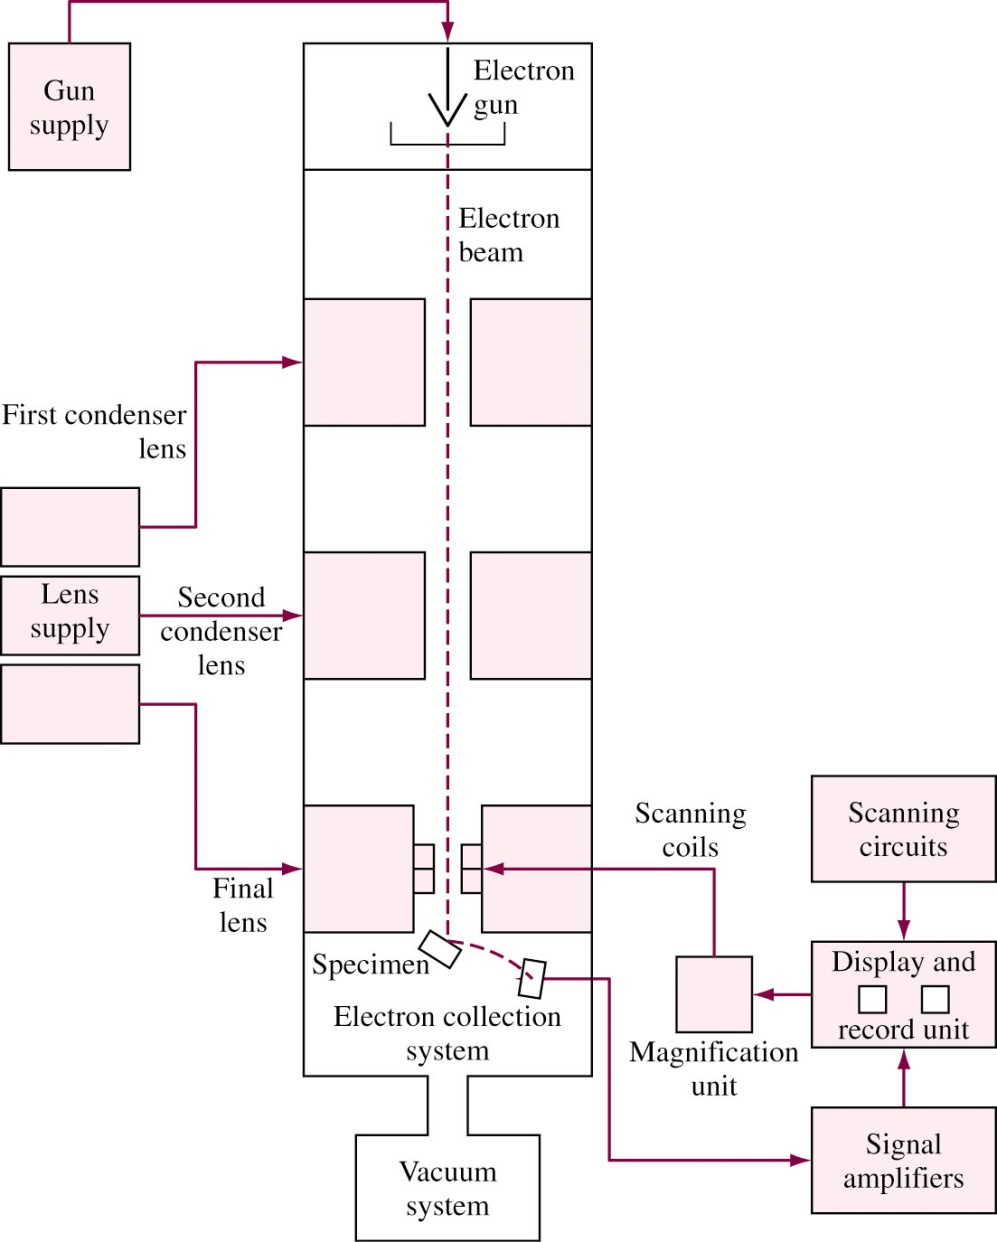 Gun
supply
Electron
gun
Electron
beam
First condenser
lens
Lens
supply
Second
condenser
lens
Final
lens
Scanning
coils
Scanning
circuits
Specimen
Display and
record unit
Electron collection
system
Magnification
unit
Signal
amplifiers
Vacuum
system